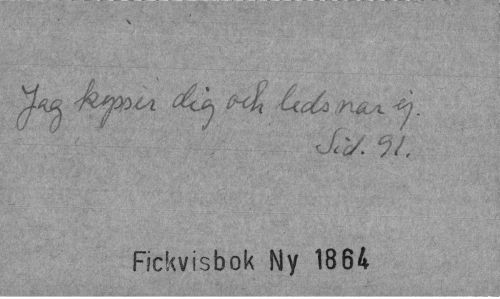 Jag kysser dig och ledsnar ej.
Sid. 91.
Fickvisbok Ny 1864